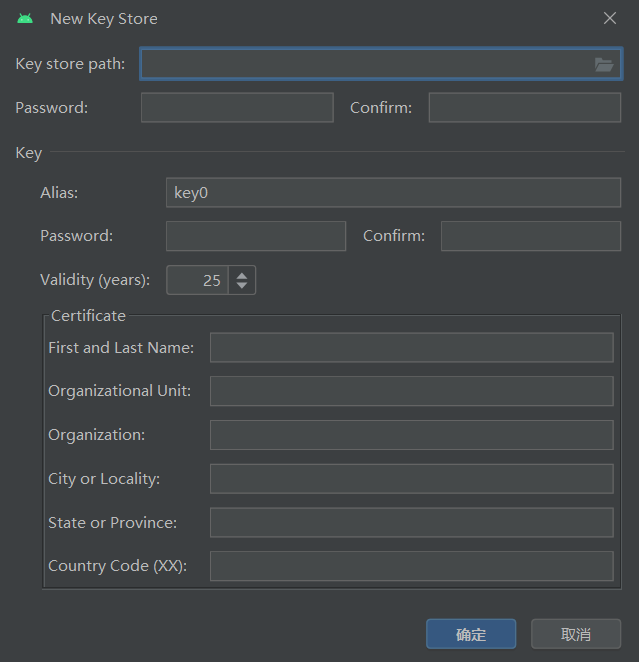 New Key Store
Key store path:
Password: Confirm:
Key
Alias: key0
Password: Confirm:
Validity (years): 25
Certificate
First and Last Name:
Organizational Unit:
Organization:
City or Locality:
State or Province:
Country Code (XX):
确定 取消